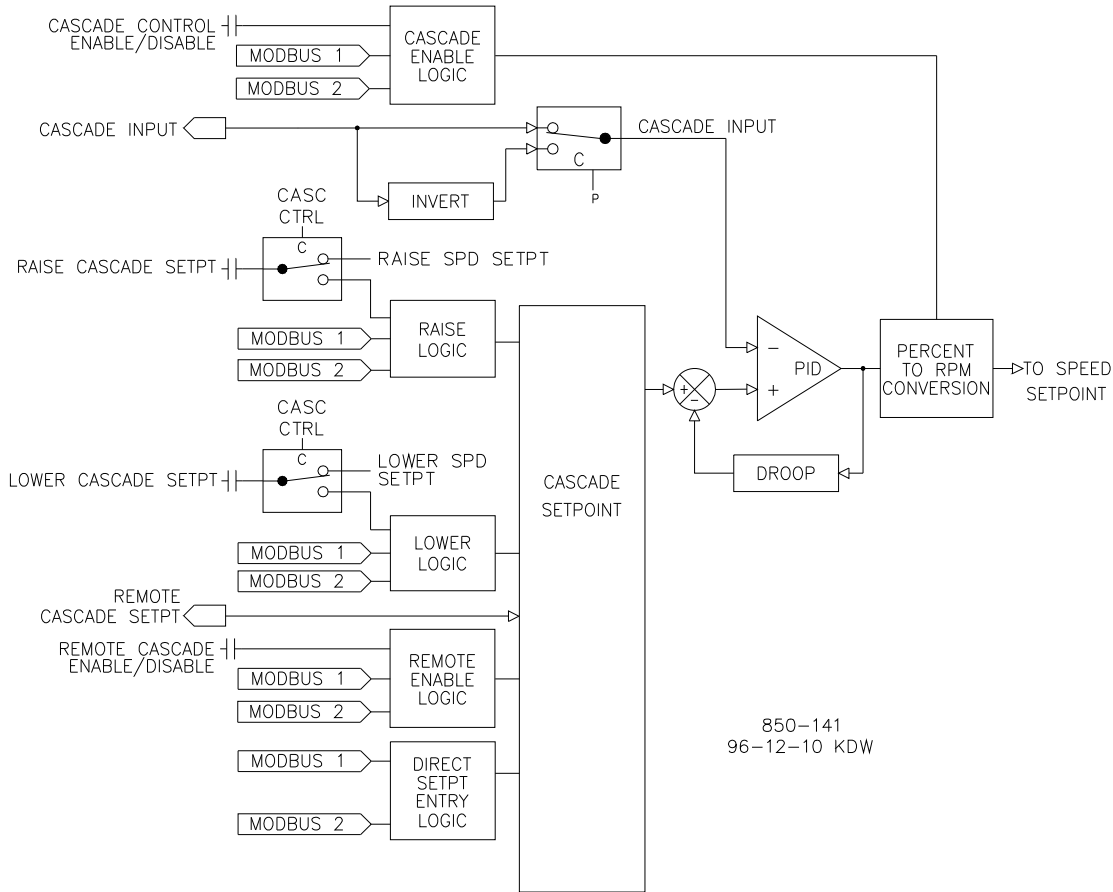 CASCADE CONTROL
ENABLE/DISABLE
MODBUS 1
MODBUS 2
CASCADE
ENABLE
LOGIC
CASCADE INPUT
INVERT
C
P
CASCADE INPUT
CASC
CTRL
C
RAISE CASCADE SETPT
RAISE SPD SETPT
MODBUS 1
MODBUS 2
RAISE
LOGIC
CASC
CTRL
C
LOWER CASCADE SETPT
LOWER SPD
SETPT
MODBUS 1
MODBUS 2
LOWER
LOGIC
REMOTE
CASCADE SETPT
REMOTE CASCADE
ENABLE/DISABLE
MODBUS 1
MODBUS 2
REMOTE
ENABLE
LOGIC
MODBUS 1
MODBUS 2
DIRECT
SETPT
ENTRY
LOGIC
CASCADE
SETPOINT
+
−
−
+
PID
DROOP
PERCENT
TO RPM
CONVERSION
TO SPEED
SETPOINT
850−141
96−12−10 KDW